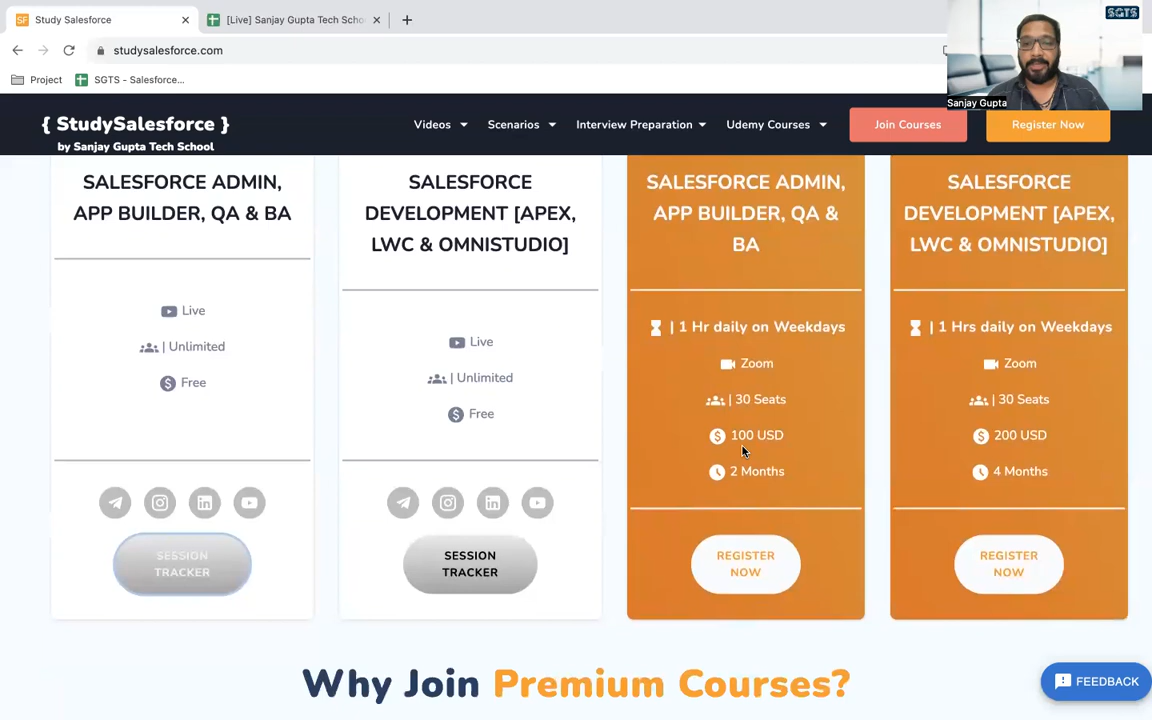 Study Salesforce
[Live] Sanjay Gupta Tech Scho
studysalesforce.com
Project
SGTS - Salesforce...
SGTS
Sanjay Gupta
{ StudySalesforce }
by Sanjay Gupta Tech School
Videos
Scenarios
Interview Preparation
Udemy Courses
Join Courses
Register Now
SALESFORCE ADMIN,
APP BUILDER, QA & BA
Live
| Unlimited
Free
SESSION
TRACKER
SALESFORCE
DEVELOPMENT [APEX,
LWC & OMNISTUDIO]
Live
| Unlimited
Free
SESSION
TRACKER
SALESFORCE ADMIN,
APP BUILDER, QA &
BA
| 1 Hr daily on Weekdays
Zoom
| 30 Seats
100 USD
2 Months
REGISTER
NOW
SALESFORCE
DEVELOPMENT [APEX,
LWC & OMNISTUDIO]
| 1 Hrs daily on Weekdays
Zoom
| 30 Seats
200 USD
4 Months
REGISTER
NOW
Why Join Premium Courses?
FEEDBACK